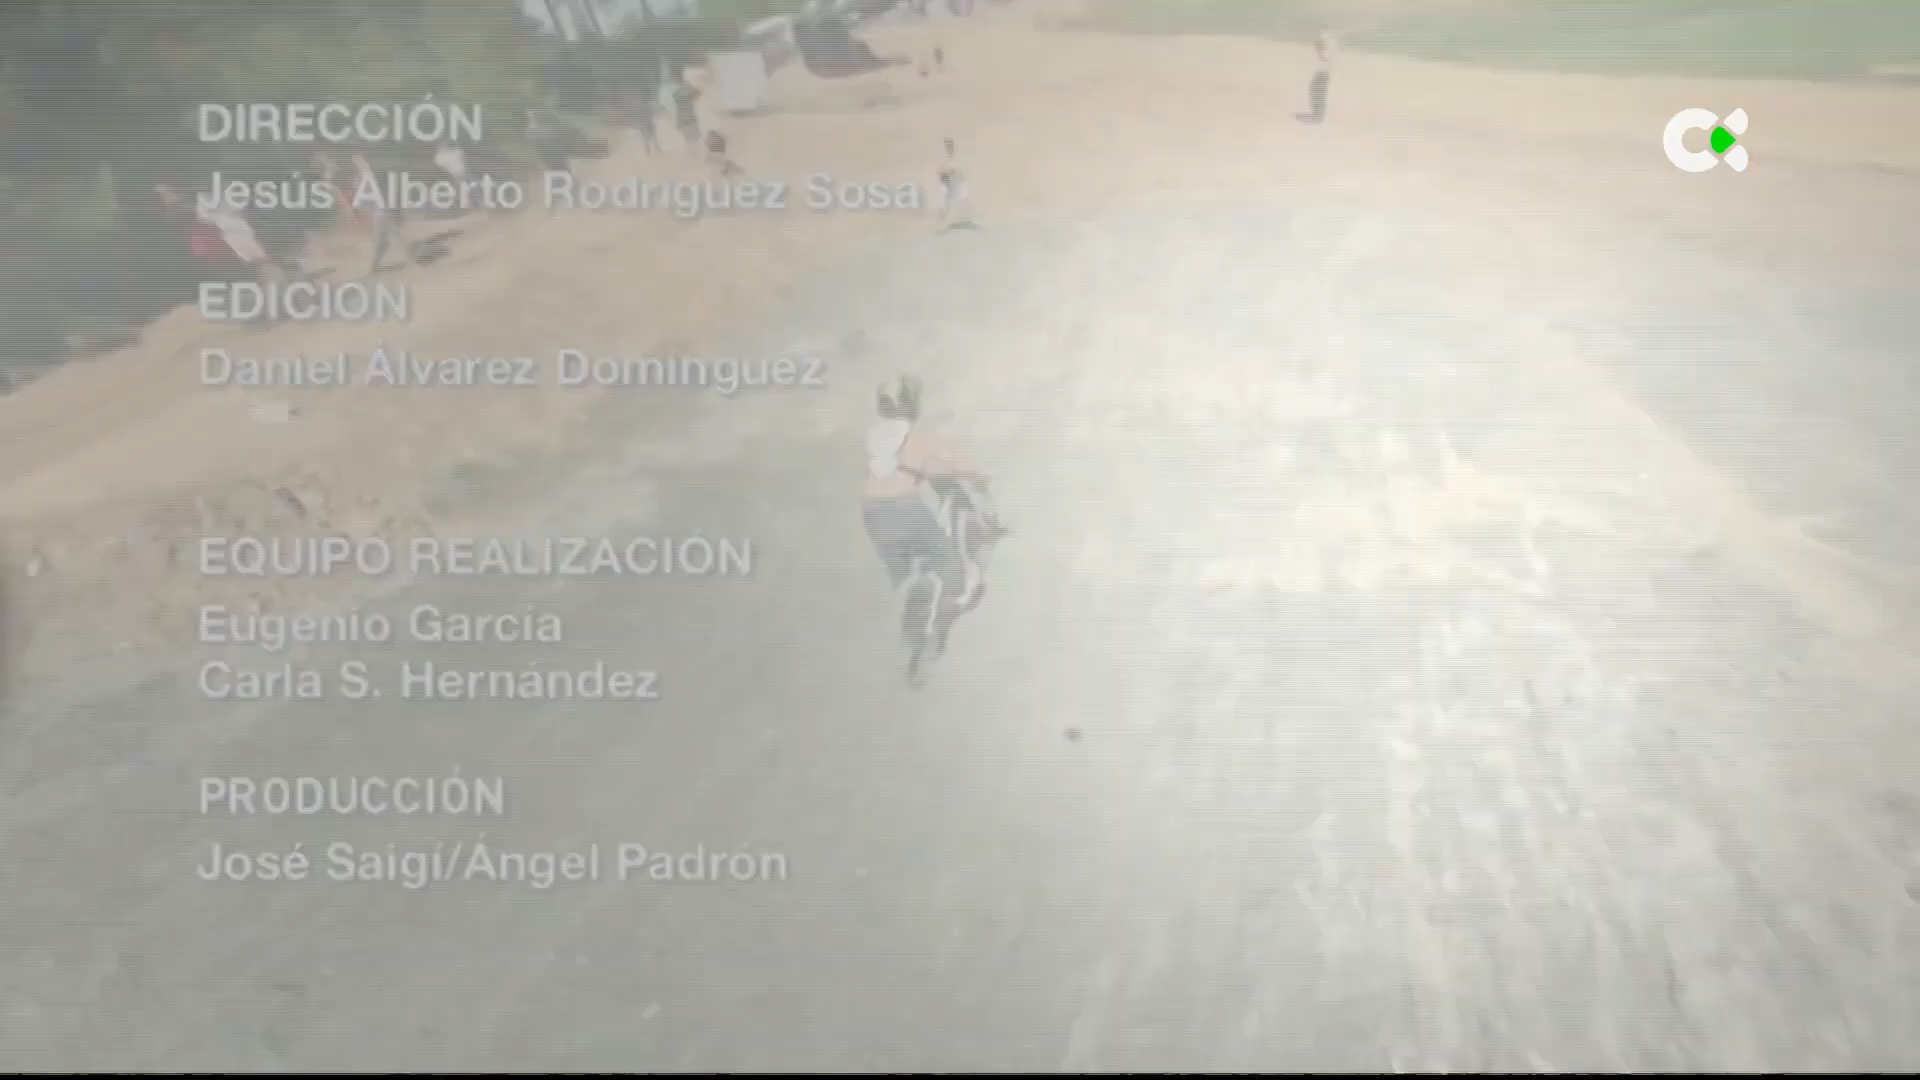 DIRECCIÓN
Jesús Alberto Rodríguez Sosa
EDICIÓN
Daniel Álvarez Domínguez
EQUIPO REALIZACIÓN
Eugenio García
Carla S. Hernández
PRODUCCIÓN
José Saigí/Ángel Padrón